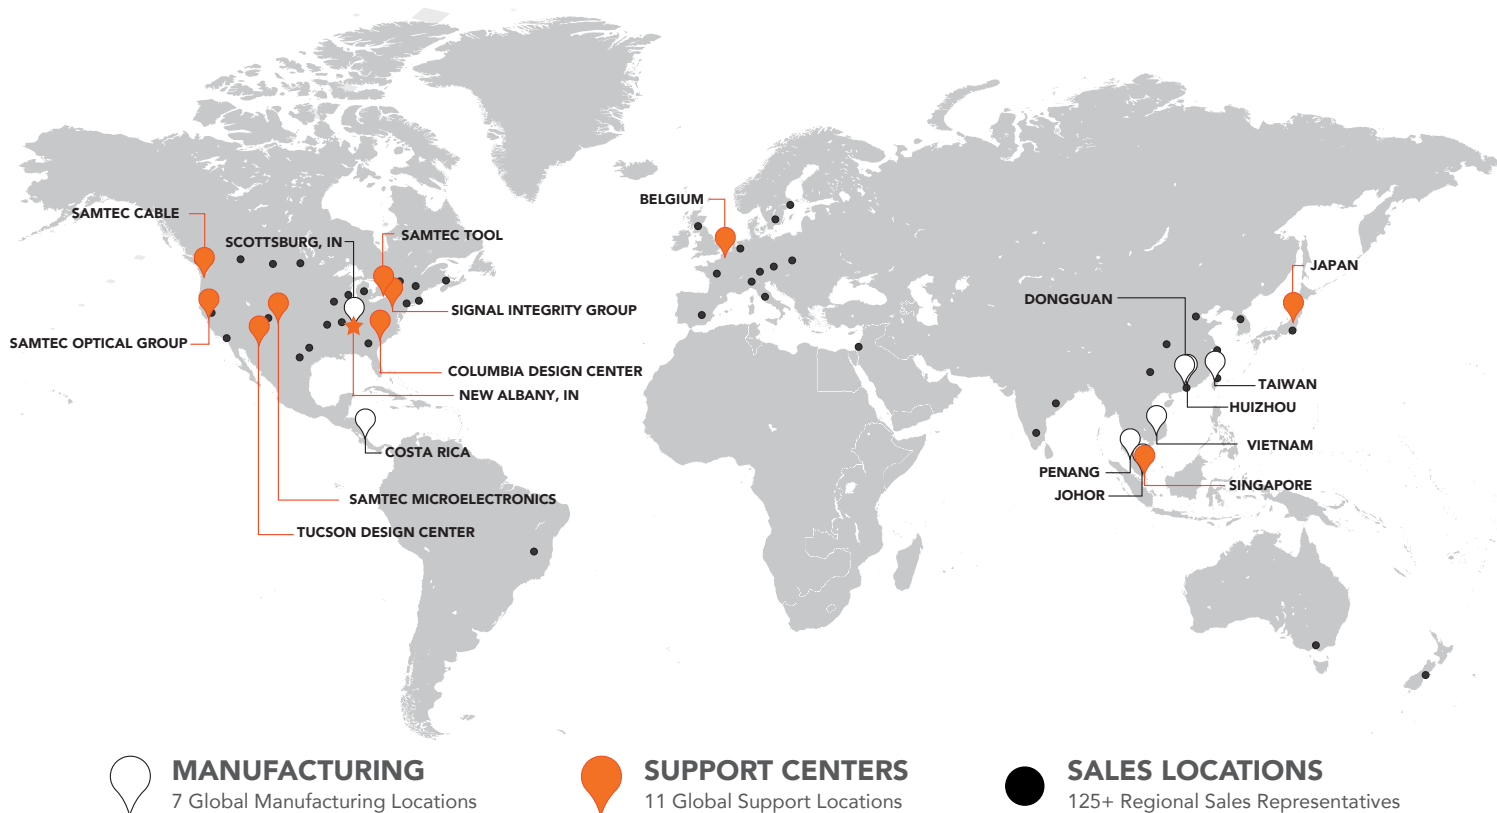 BELGIUM
SAMTEC CABLE
SCOTTSBURG, IN
SAMTEC TOOL
JAPAN
DONGGUAN
SIGNAL INTEGRITY GROUP
SAMTEC OPTICAL GROUP
COLUMBIA DESIGN CENTER
TAIWAN
NEW ALBANY, IN
HUIZHOU
VIETNAM
COSTA RICA
PENANG
SINGAPORE
JOHOR
SAMTEC MICROELECTRONICS
TUCSON DESIGN CENTER
MANUFACTURING
7 Global Manufacturing Locations
SUPPORT CENTERS
11 Global Support Locations
SALES LOCATIONS
125+ Regional Sales Representatives